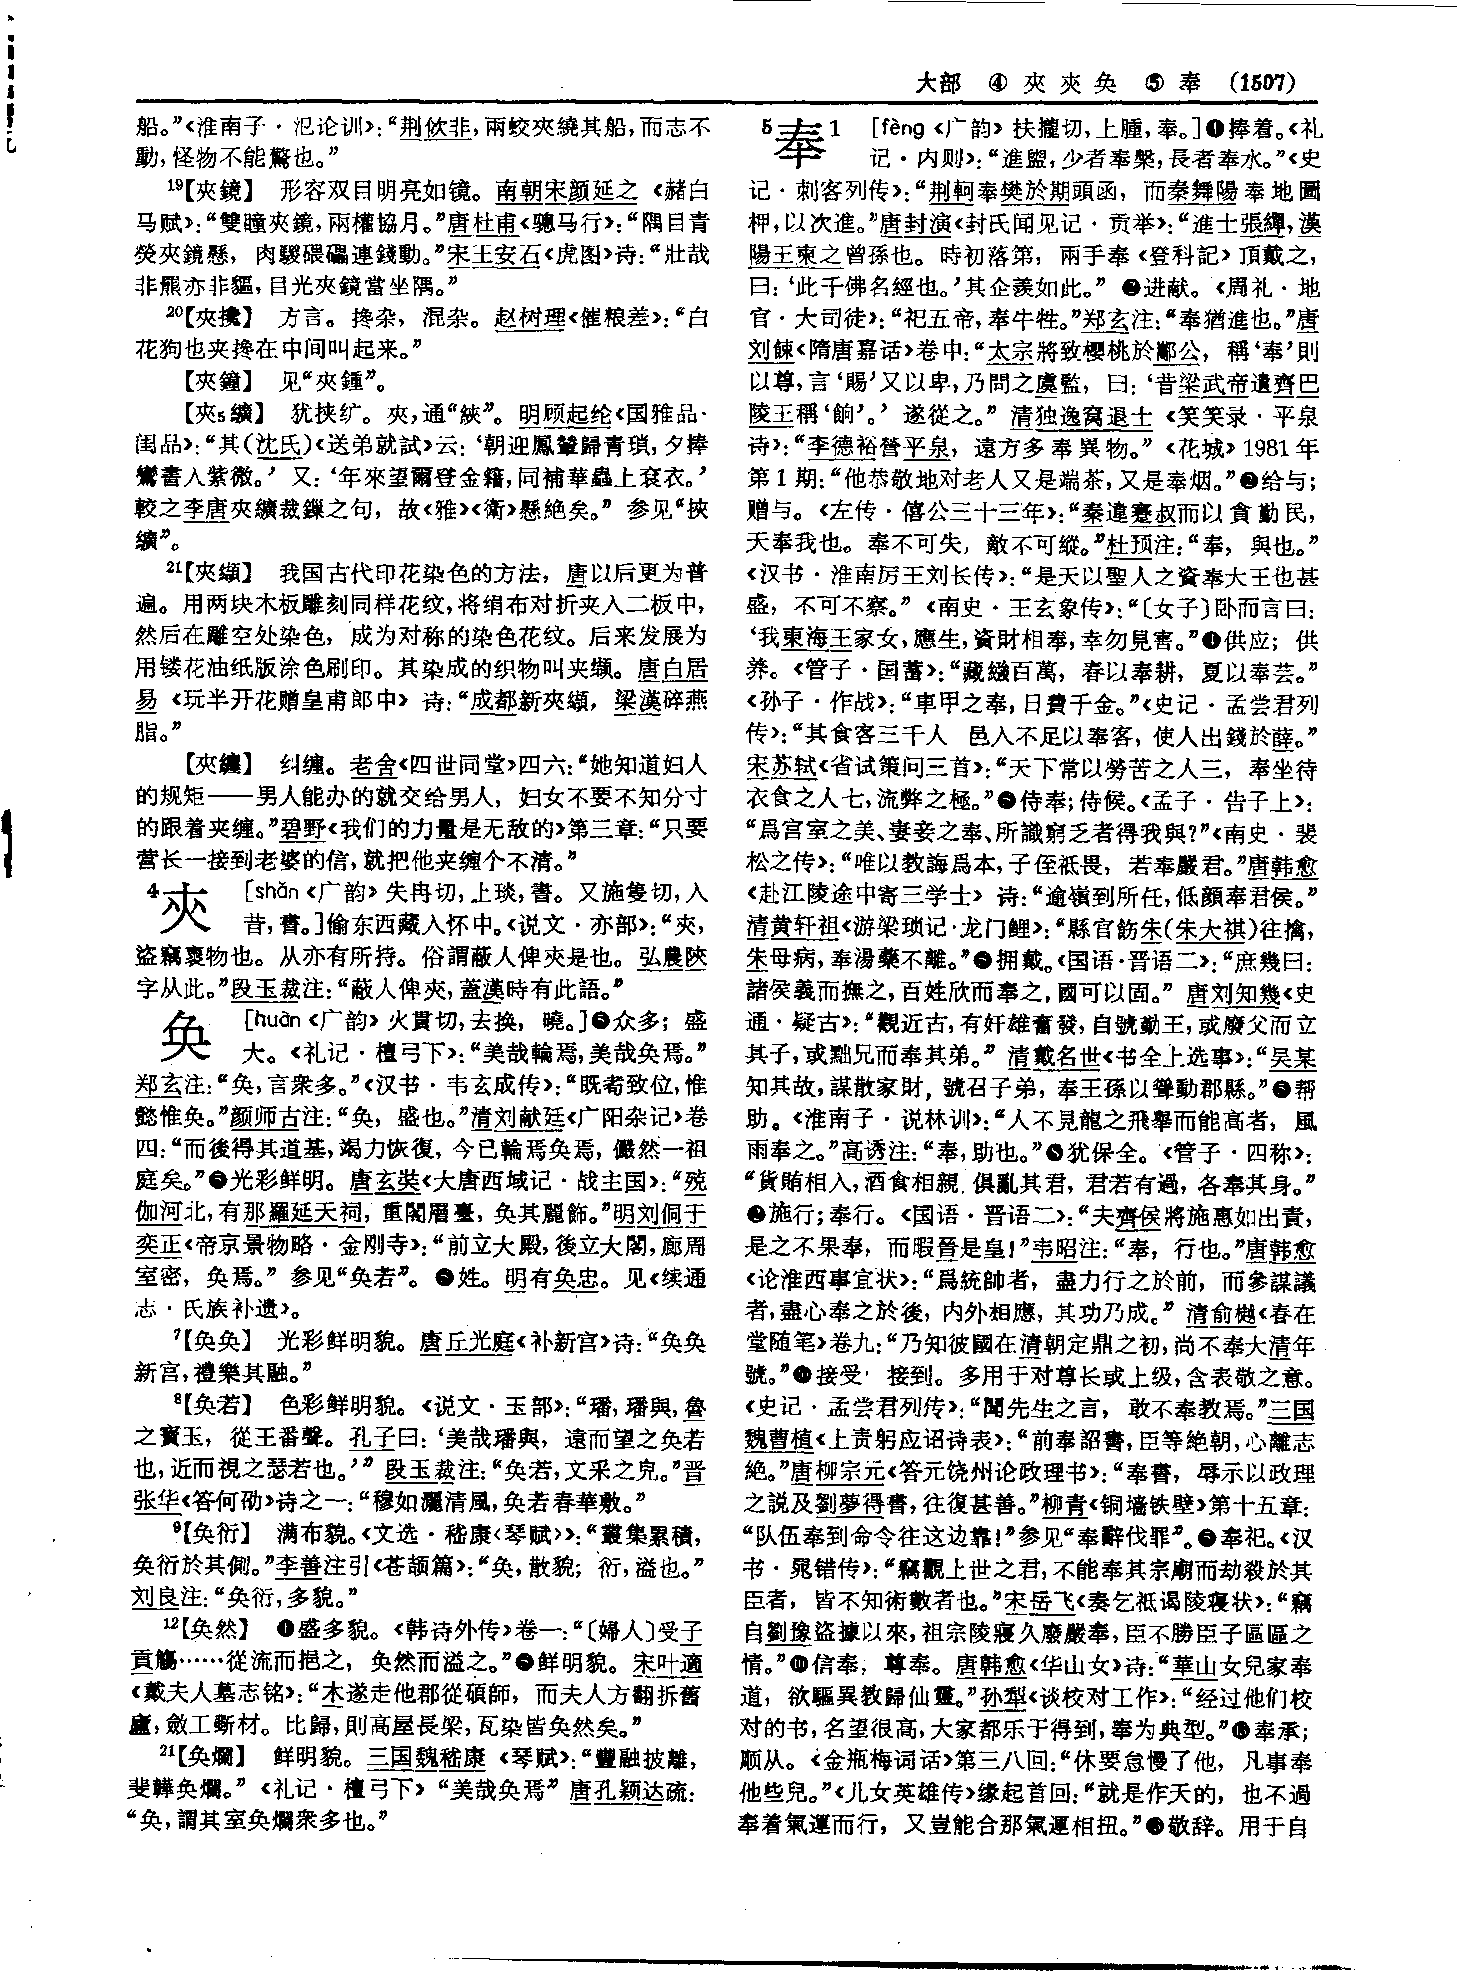 大部 ④ 夾 㚒 奂 ⑤ 奉 (1507)
船。”《淮南子·氾论训》：“荆佽非，兩蛟夾繞其船，而志不
動，怪物不能驚也。”
19【夾鏡】 形容双目明亮如镜。南朝宋颜延之《赭白
马赋》：“雙瞳夾鏡，兩權協月。”唐杜甫《骢马行》：“隅目青
熒夾鏡懸，肉駿碨礧連錢動。”宋王安石《虎图》诗：“壯哉
非羆亦非貙，目光夾鏡當坐隅。”
20【夾攙】 方言。搀杂，混杂。赵树理《催粮差》：“白
花狗也夹搀在中间叫起来。”
【夾鐘】 见“夾鍾”。
【夾5纊】 犹挟纩。夾，通“綊”。明顾起纶《国雅品·
闺品》：“其(沈氏)《送弟就試》云：‘朝迎鳳輦歸青瑣，夕捧
鸞書入紫微。’又：‘年來望爾登金籍，同補華蟲上袞衣。’
較之李唐夾纊裁鏁之句，故《雅》《衛》懸絶矣。” 参见“挾
纊”。
21【夾纈】 我国古代印花染色的方法，唐以后更为普
遍。用两块木板雕刻同样花纹，将绢布对折夹入二板中，
然后在雕空处染色，成为对称的染色花纹。后来发展为
用镂花油纸版涂色刷印。其染成的织物叫夹缬。唐白居
易《玩半开花赠皇甫郎中》诗：“成都新夾纈，梁漢碎燕
脂。”
【夾纏】 纠缠。老舍《四世同堂》四六：“她知道妇人
的规矩——男人能办的就交给男人，妇女不要不知分寸
的跟着夹缠。”碧野《我们的力量是无敌的》第三章：“只要
营长一接到老婆的信，就把他夹缠个不清。”
4㚒 [shǎn《广韵》失冉切，上琰，書。又施隻切，入
昔，書。]偷东西藏入怀中。《说文·亦部》：“㚒，
盜竊褱物也。从亦有所持。俗謂蔽人俾㚒是也。弘農陝
字从此。”段玉裁注：“蔽人俾㚒，蓋漢時有此語。”
奂 [huàn《广韵》火貫切，去换，曉。]❶众多；盛
大。《礼记·檀弓下》：“美哉輪焉，美哉奂焉。”
郑玄注：“奂，言衆多。”《汉书·韦玄成传》：“既耇致位，惟
懿惟奂。”颜师古注：“奂，盛也。”清刘献廷《广阳杂记》卷
四：“而後得其道基，竭力恢復，今已輪焉奂焉，儼然一祖
庭矣。”❷光彩鲜明。唐玄奘《大唐西域记·战主国》：“殑
伽河北，有那羅延天祠，重閣層臺，奂其麗飾。”明刘侗于
奕正《帝京景物略·金刚寺》：“前立大殿，後立大閣，廊周
室密，奂焉。” 参见“奂若”。❸姓。明有奂忠。见《续通
志·氏族补遗》。
7【奂奂】 光彩鲜明貌。唐丘光庭《补新宫》诗：“奂奂
新宫，禮樂其融。”
8【奂若】 色彩鲜明貌。《说文·玉部》：“璠，璠與，魯
之寶玉，從王番聲。孔子曰：‘美哉璠與，遠而望之奂若
也，近而視之瑟若也。’” 段玉裁注：“奂若，文采之皃。”晋
张华《答何劭》诗之一：“穆如灑清風，奂若春華敷。”
9【奂衍】 满布貌。《文选·嵇康〈琴赋〉》：“叢集累積，
奂衍於其側。”李善注引《苍颉篇》：“奂，散貌；衍，溢也。”
刘良注：“奂衍，多貌。”
12【奂然】 ❶盛多貌。《韩诗外传》卷一：“〔婦人〕受子
貢觴……從流而挹之，奂然而溢之。”❷鲜明貌。宋叶適
《戴夫人墓志铭》：“木遂走他郡從碩師，而夫人方翻拆舊
廬，斂工斲材。比歸，則高屋長梁，瓦染皆奂然矣。”
21【奂爛】 鲜明貌。三国魏嵇康《琴赋》：“豐融披離，
斐韡奂爛。”《礼记·檀弓下》“美哉奂焉”唐孔颖达疏：
“奂，謂其室奂爛衆多也。”
5奉1 [fèng《广韵》扶隴切，上腫，奉。]❶捧着。《礼
记·内则》：“進盥，少者奉槃，長者奉水。”《史
记·刺客列传》：“荆軻奉樊於期頭函，而秦舞陽奉地圖
柙，以次進。”唐封演《封氏闻见记·贡举》：“進士張繟，漢
陽王柬之曾孫也。時初落第，兩手奉《登科記》頂戴之，
曰：‘此千佛名經也。’其企羨如此。” ❷进献。《周礼·地
官·大司徒》：“祀五帝，奉牛牲。”郑玄注：“奉猶進也。”唐
刘餗《隋唐嘉话》卷中：“太宗將致櫻桃於酅公，稱‘奉’則
以尊，言‘賜’又以卑，乃問之虞監，曰：‘昔梁武帝遺齊巴
陵王稱‘餉’。’遂從之。” 清独逸窝退士《笑笑录·平泉
诗》：“李德裕營平泉，遠方多奉異物。”《花城》1981年
第1期：“他恭敬地对老人又是端茶，又是奉烟。”❸给与；
赠与。《左传·僖公三十三年》：“秦違蹇叔而以貪勤民，
天奉我也。奉不可失，敵不可縱。”杜预注：“奉，與也。”
《汉书·淮南厉王刘长传》：“是天以聖人之資奉大王也甚
盛，不可不察。”《南史·王玄象传》：“〔女子〕卧而言曰：
‘我東海王家女，應生，資財相奉，幸勿見害。”❹供应；供
养。《管子·国蓄》：“藏繦百萬，春以奉耕，夏以奉芸。”
《孙子·作战》：“車甲之奉，日費千金。”《史记·孟尝君列
传》：“其食客三千人 邑入不足以奉客，使人出錢於薛。”
宋苏轼《省试策问三首》：“天下常以勞苦之人三，奉坐待
衣食之人七，流弊之極。”❺侍奉；侍候。《孟子·告子上》：
“爲宫室之美、妻妾之奉、所識窮乏者得我與？”《南史·裴
松之传》：“唯以教誨爲本，子侄祗畏，若奉嚴君。”唐韩愈
《赴江陵途中寄三学士》诗：“逾嶺到所任，低顔奉君侯。”
清黄轩祖《游梁琐记·龙门鲤》：“縣官飭朱(朱大祺)往擒，
朱母病，奉湯藥不離。”❻拥戴。《国语·晋语二》：“庶幾曰：
諸侯義而撫之，百姓欣而奉之，國可以固。” 唐刘知幾《史
通·疑古》：“觀近古，有奸雄奮發，自號勤王，或廢父而立
其子，或黜兄而奉其弟。” 清戴名世《书全上选事》：“吴某
知其故，謀散家財，號召子弟，奉王孫以聳動郡縣。”❼帮
助。《淮南子·说林训》：“人不見龍之飛舉而能高者，風
雨奉之。”高诱注：“奉，助也。”❽犹保全。《管子·四称》：
“貨賄相入，酒食相親，俱亂其君，君若有過，各奉其身。”
❾施行；奉行。《国语·晋语二》：“夫齊侯將施惠如出責，
是之不果奉，而暇晉是皇！”韦昭注：“奉，行也。”唐韩愈
《论淮西事宜状》：“爲統帥者，盡力行之於前，而參謀議
者，盡心奉之於後，内外相應，其功乃成。” 清俞樾《春在
堂随笔》卷九：“乃知彼國在清朝定鼎之初，尚不奉大清年
號。”❿接受，接到。多用于对尊长或上级，含表敬之意。
《史记·孟尝君列传》：“聞先生之言，敢不奉教焉。”三国
魏曹植《上责躬应诏诗表》：“前奉詔書，臣等絶朝，心離志
絶。”唐柳宗元《答元饶州论政理书》：“奉書，辱示以政理
之説及劉夢得書，往復甚善。”柳青《铜墙铁壁》第十五章：
“队伍奉到命令往这边靠！”参见“奉辭伐罪”。⓫奉祀。《汉
书·晁错传》：“竊觀上世之君，不能奉其宗廟而劫殺於其
臣者，皆不知術數者也。”宋岳飞《奏乞祗谒陵寝状》：“竊
自劉豫盜據以來，祖宗陵寢久廢嚴奉，臣不勝臣子區區之
情。”⓬信奉；尊奉。唐韩愈《华山女》诗：“華山女兒家奉
道，欲驅異教歸仙靈。”孙犁《谈校对工作》：“经过他们校
对的书，名望很高，大家都乐于得到，奉为典型。”⓭奉承；
顺从。《金瓶梅词话》第三八回：“休要怠慢了他，凡事奉
他些兒。”《儿女英雄传》缘起首回：“就是作天的，也不過
奉着氣運而行，又豈能合那氣運相扭。”⓮敬辞。用于自